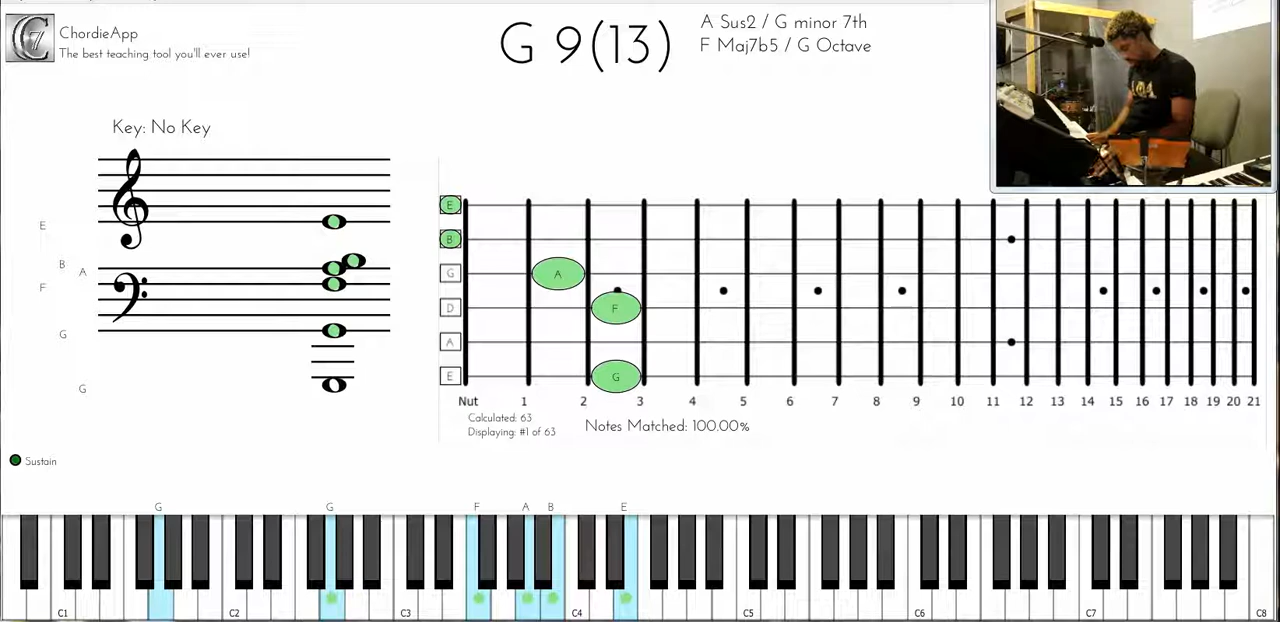 ChordieApp
The best teaching tool you'll ever use!
G 9(13)
A Sus2 / G minor 7th
F Maj7b5 / G Octave
Key: No Key
E
B
A
F
G
G
E
B
G
A
D
F
A
E
G
Nut 1 2 3 4 5 6 7 8 9 10 11 12 13 14 15 16 17 18 19 20 21
Calculated: 63
Displaying: #1 of 63
Notes Matched: 100.00%
Sustain
G G F A B E
C1 C2 C3 C4 C5 C6 C7 C8